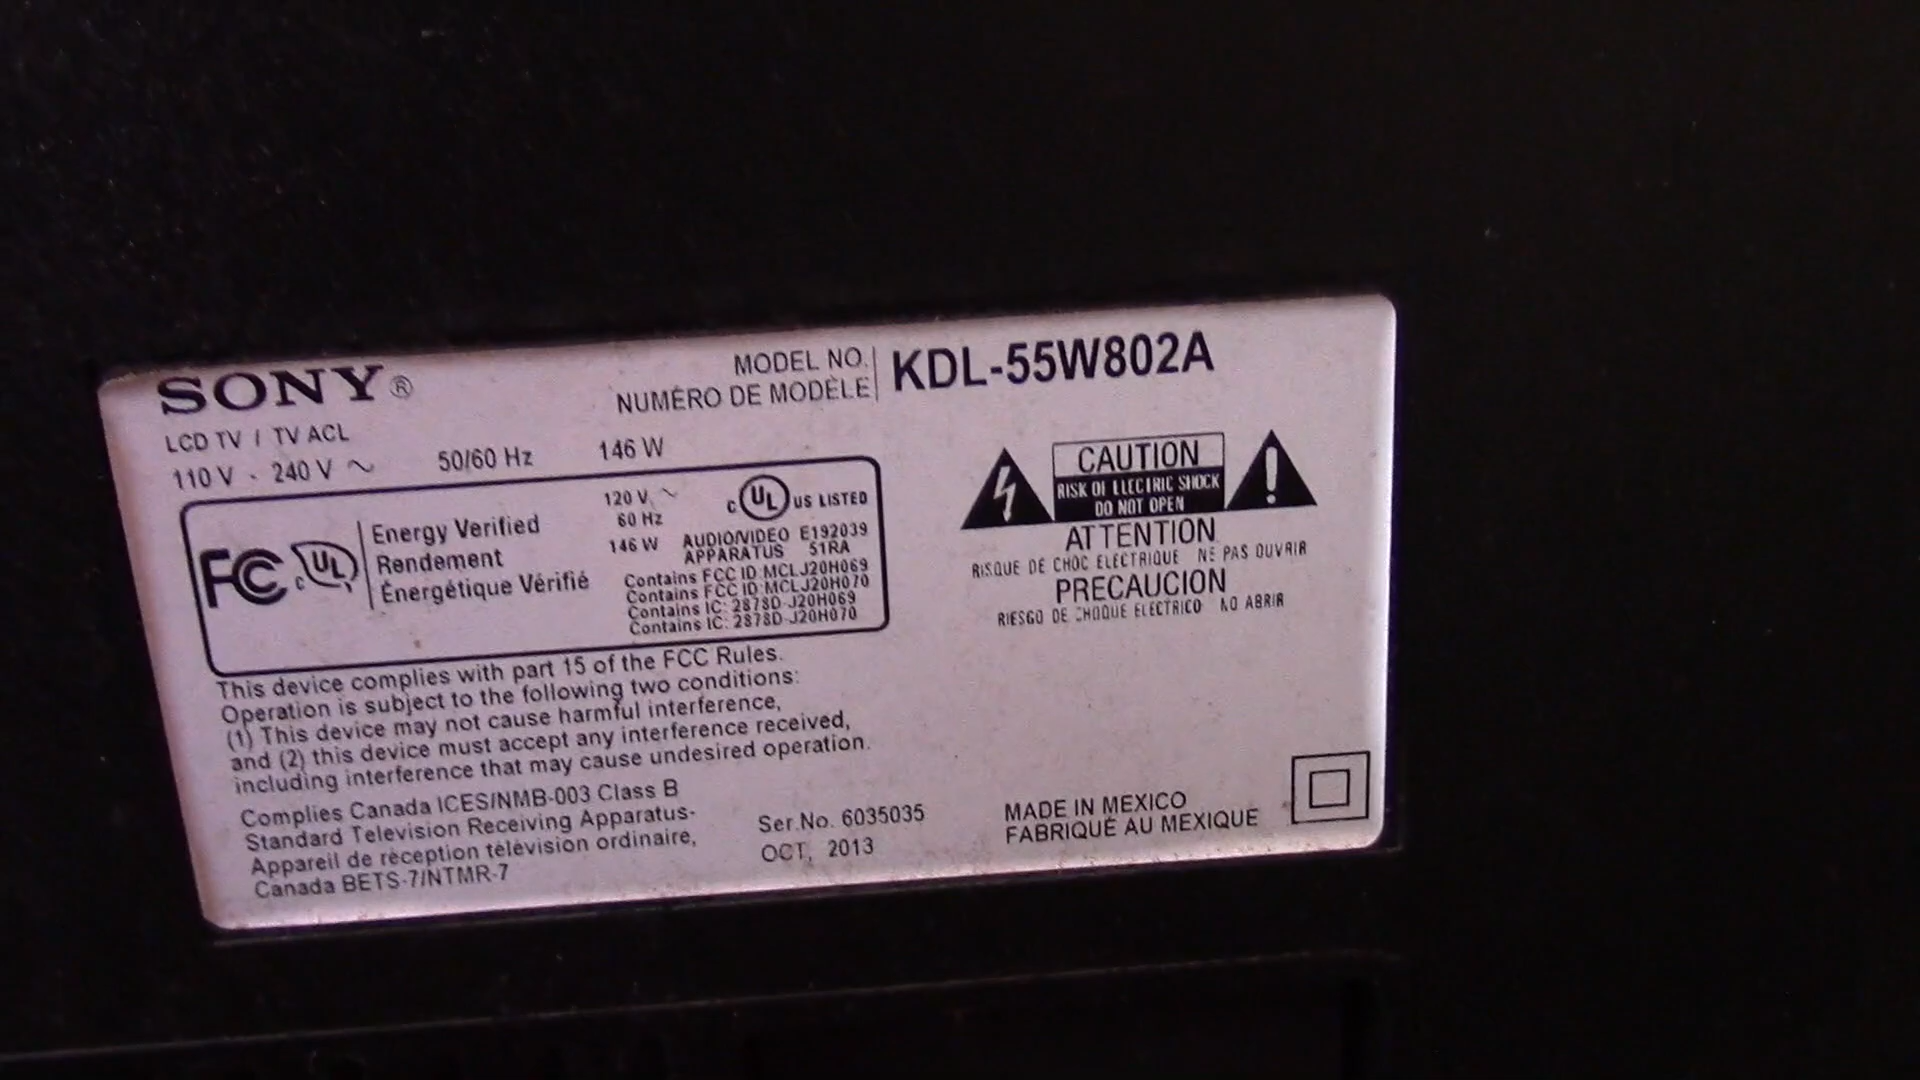 SONY®
MODEL NO.
NUMÉRO DE MODÈLE
KDL-55W802A
LCD TV / TV ACL
110 V - 240 V ~ 50/60 Hz 146 W
FC
c UL
Energy Verified
Rendement
Énergétique Vérifié
120 V ~
60 Hz
146 W
c UL US LISTED
AUDIO/VIDEO E192039
APPARATUS 51RA
Contains FCC ID:MCLJ20H069
Contains FCC ID:MCLJ20H070
Contains IC: 2878D-J20H069
Contains IC: 2878D-J20H070
CAUTION
RISK OF ELECTRIC SHOCK
DO NOT OPEN
ATTENTION
RISQUE DE CHOC ELECTRIQUE NE PAS OUVRIR
PRECAUCION
RIESGO DE CHOQUE ELECTRICO NO ABRIR
This device complies with part 15 of the FCC Rules.
Operation is subject to the following two conditions:
(1) This device may not cause harmful interference,
and (2) this device must accept any interference received,
including interference that may cause undesired operation.
Complies Canada ICES/NMB-003 Class B
Standard Television Receiving Apparatus-
Appareil de réception télévision ordinaire,
Canada BETS-7/NTMR-7
Ser.No. 6035035
OCT, 2013
MADE IN MEXICO
FABRIQUÉ AU MEXIQUE